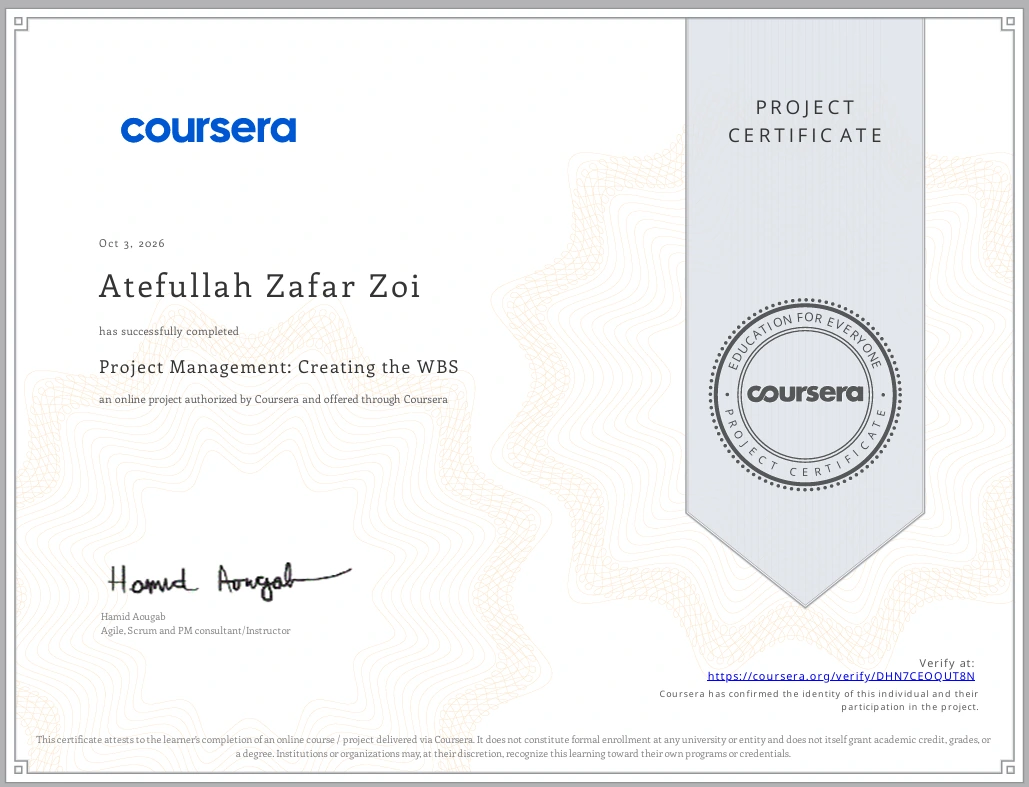 coursera
PROJECT
CERTIFICATE
Oct 3, 2026
Atefullah Zafar Zoi
has successfully completed
Project Management: Creating the WBS
an online project authorized by Coursera and offered through Coursera
EDUCATION FOR EVERYONE
coursera
PROJECT CERTIFICATE
Hamid Aougab
Hamid Aougab
Agile, Scrum and PM consultant/Instructor
Verify at:
https://coursera.org/verify/DHN7CEOQUT8N
Coursera has confirmed the identity of this individual and their
participation in the project.
This certificate attests to the learner's completion of an online course / project delivered via Coursera. It does not constitute formal enrollment at any university or entity and does not itself grant academic credit, grades, or
a degree. Institutions or organizations may, at their discretion, recognize this learning toward their own programs or credentials.